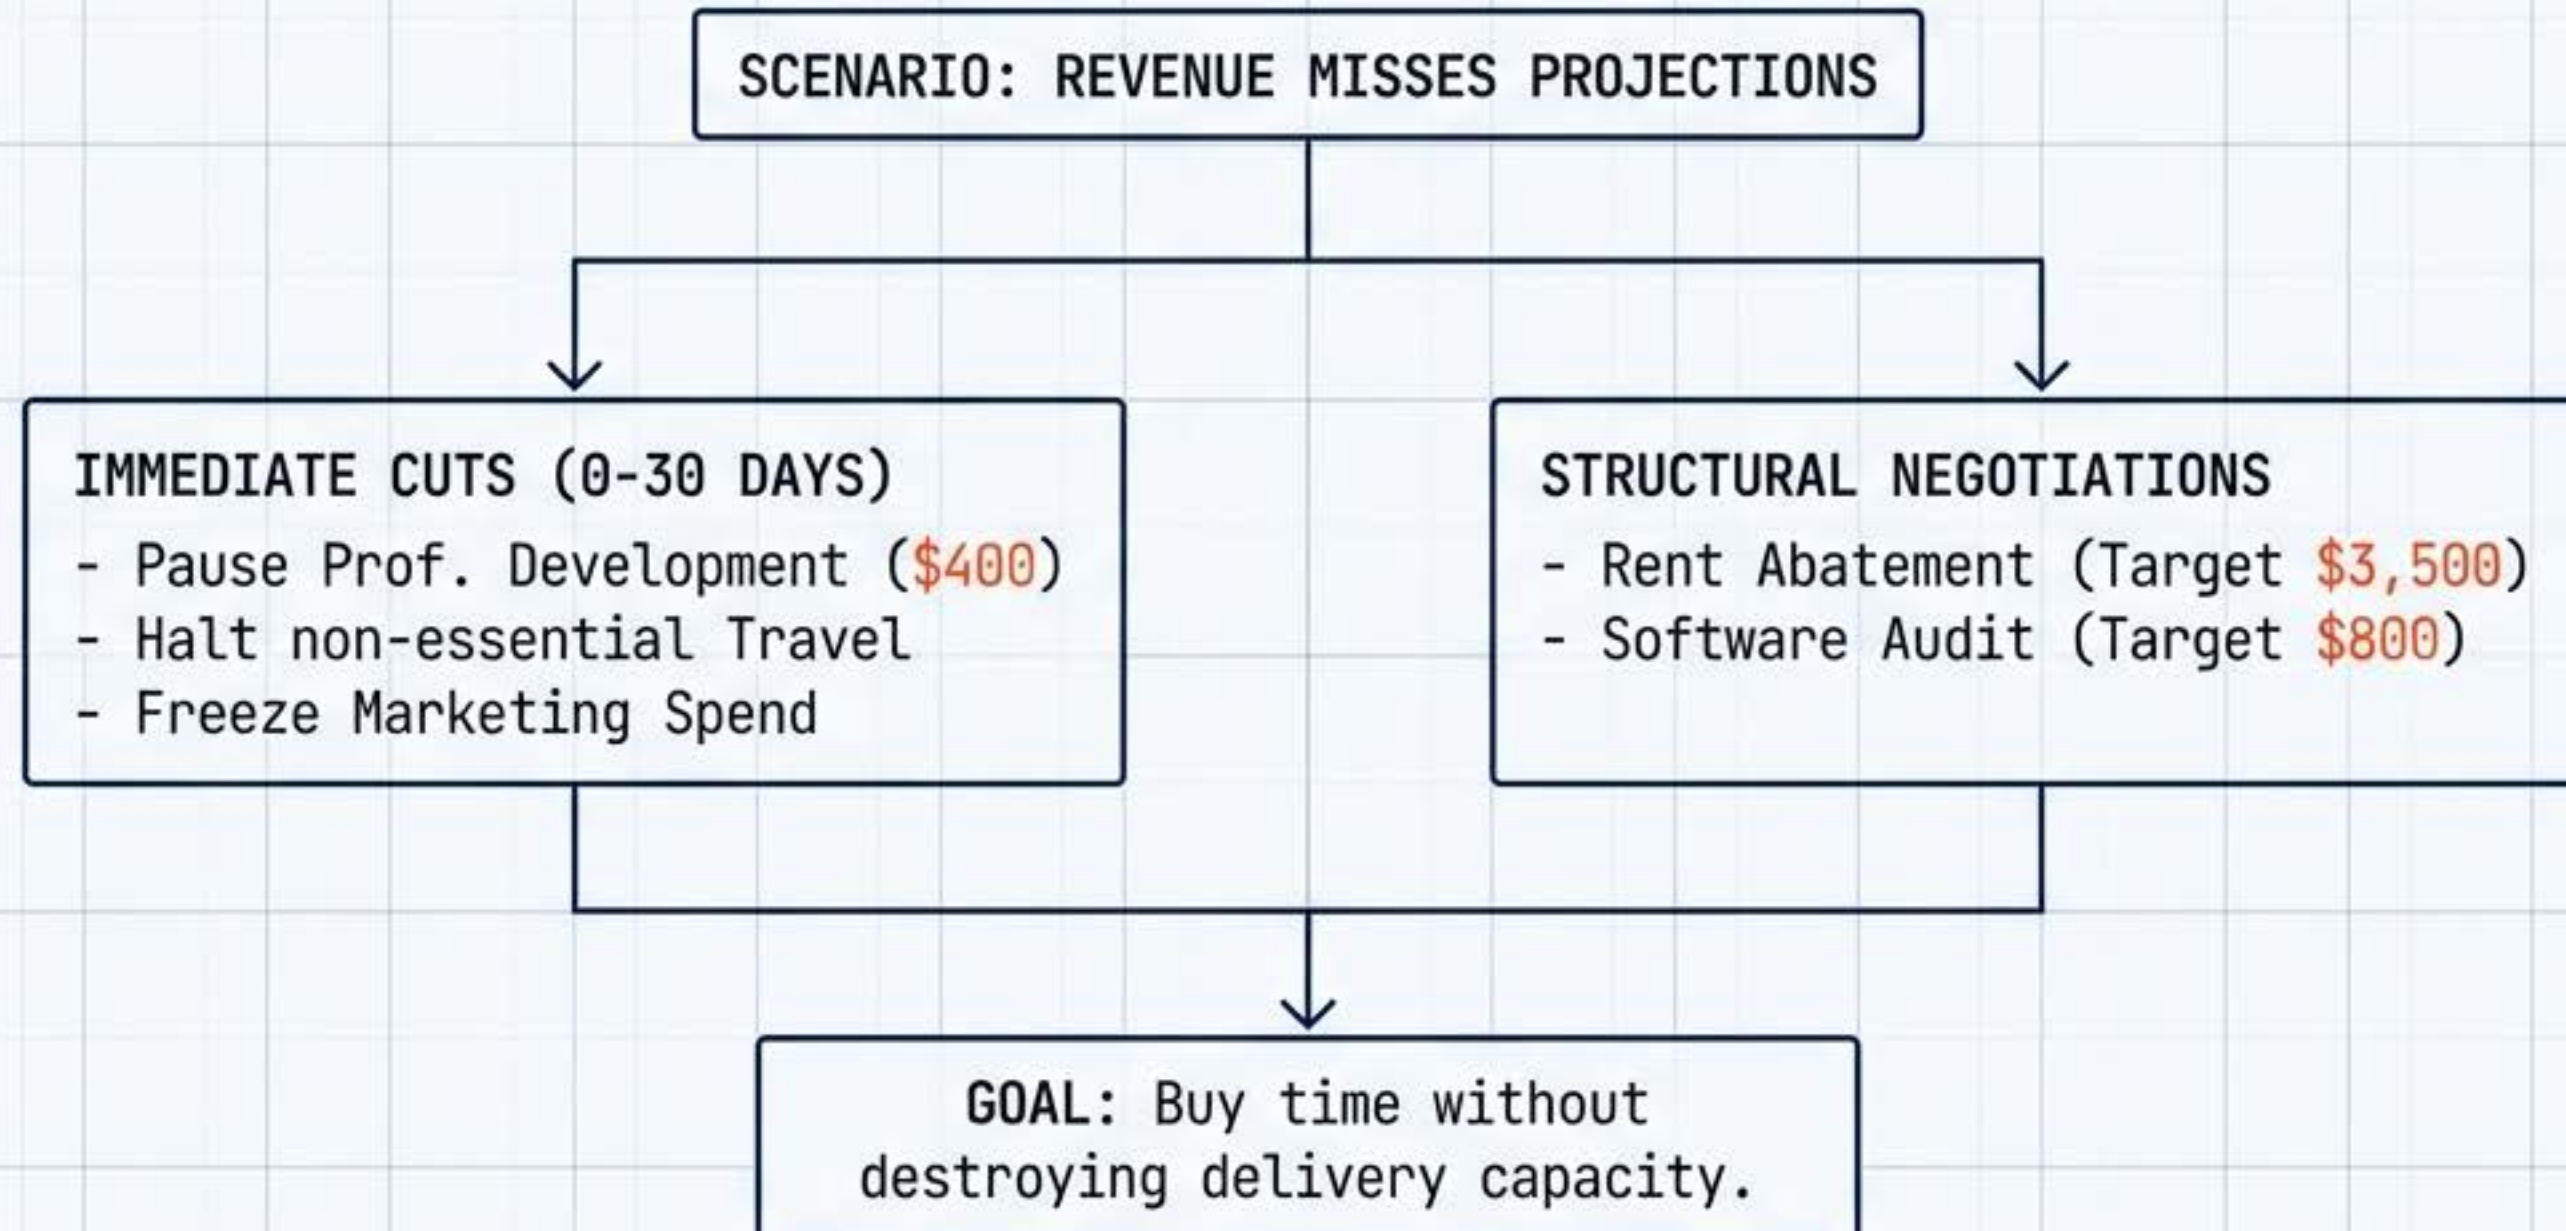 SCENARIO: REVENUE MISSES PROJECTIONS
IMMEDIATE CUTS (0-30 DAYS)
- Pause Prof. Development ($400)
- Halt non-essential Travel
- Freeze Marketing Spend
STRUCTURAL NEGOTIATIONS
- Rent Abatement (Target $3,500)
- Software Audit (Target $800)
GOAL: Buy time without
destroying delivery capacity.